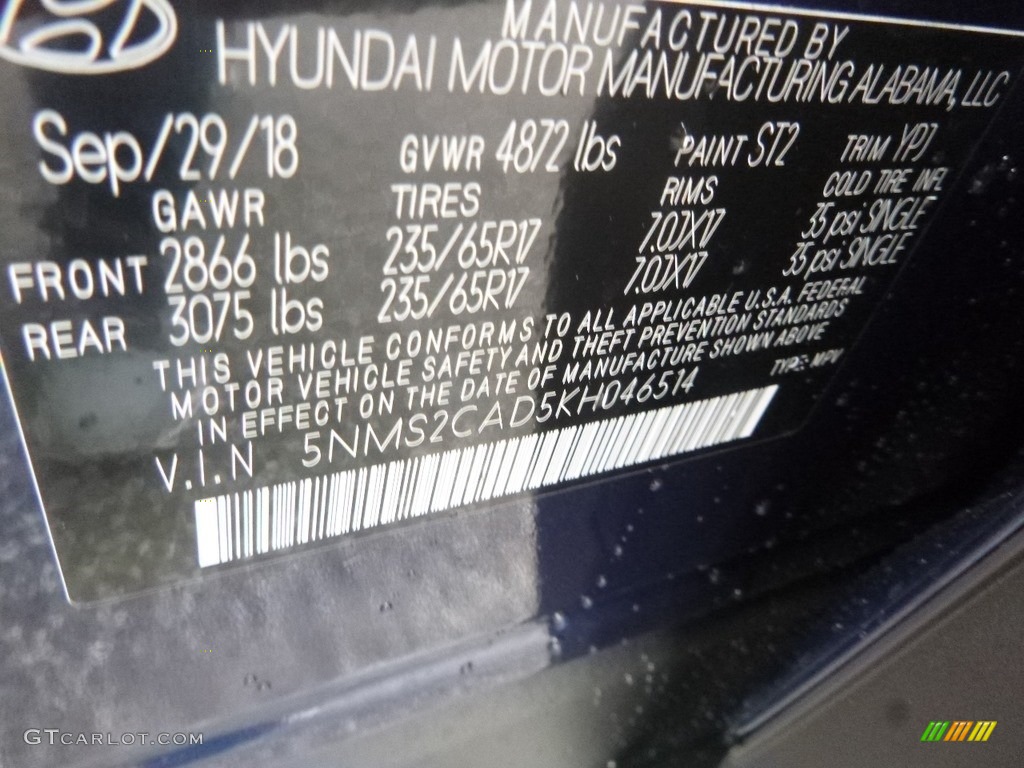 MANUFACTURED BY
HYUNDAI MOTOR MANUFACTURING ALABAMA, LLC
Sep/29/18 GVWR 4872 lbs PAINT ST2 TRIM YPJ
GAWR TIRES RIMS COLD TIRE INFL
FRONT 2866 lbs 235/65R17 7.0JX17 35 psi SINGLE
REAR 3075 lbs 235/65R17 7.0JX17 35 psi SINGLE
THIS VEHICLE CONFORMS TO ALL APPLICABLE U.S.A. FEDERAL
MOTOR VEHICLE SAFETY AND THEFT PREVENTION STANDARDS
IN EFFECT ON THE DATE OF MANUFACTURE SHOWN ABOVE
V.I.N 5NMS2CAD5KH046514 TYPE: MPV
GTCARLOT.COM